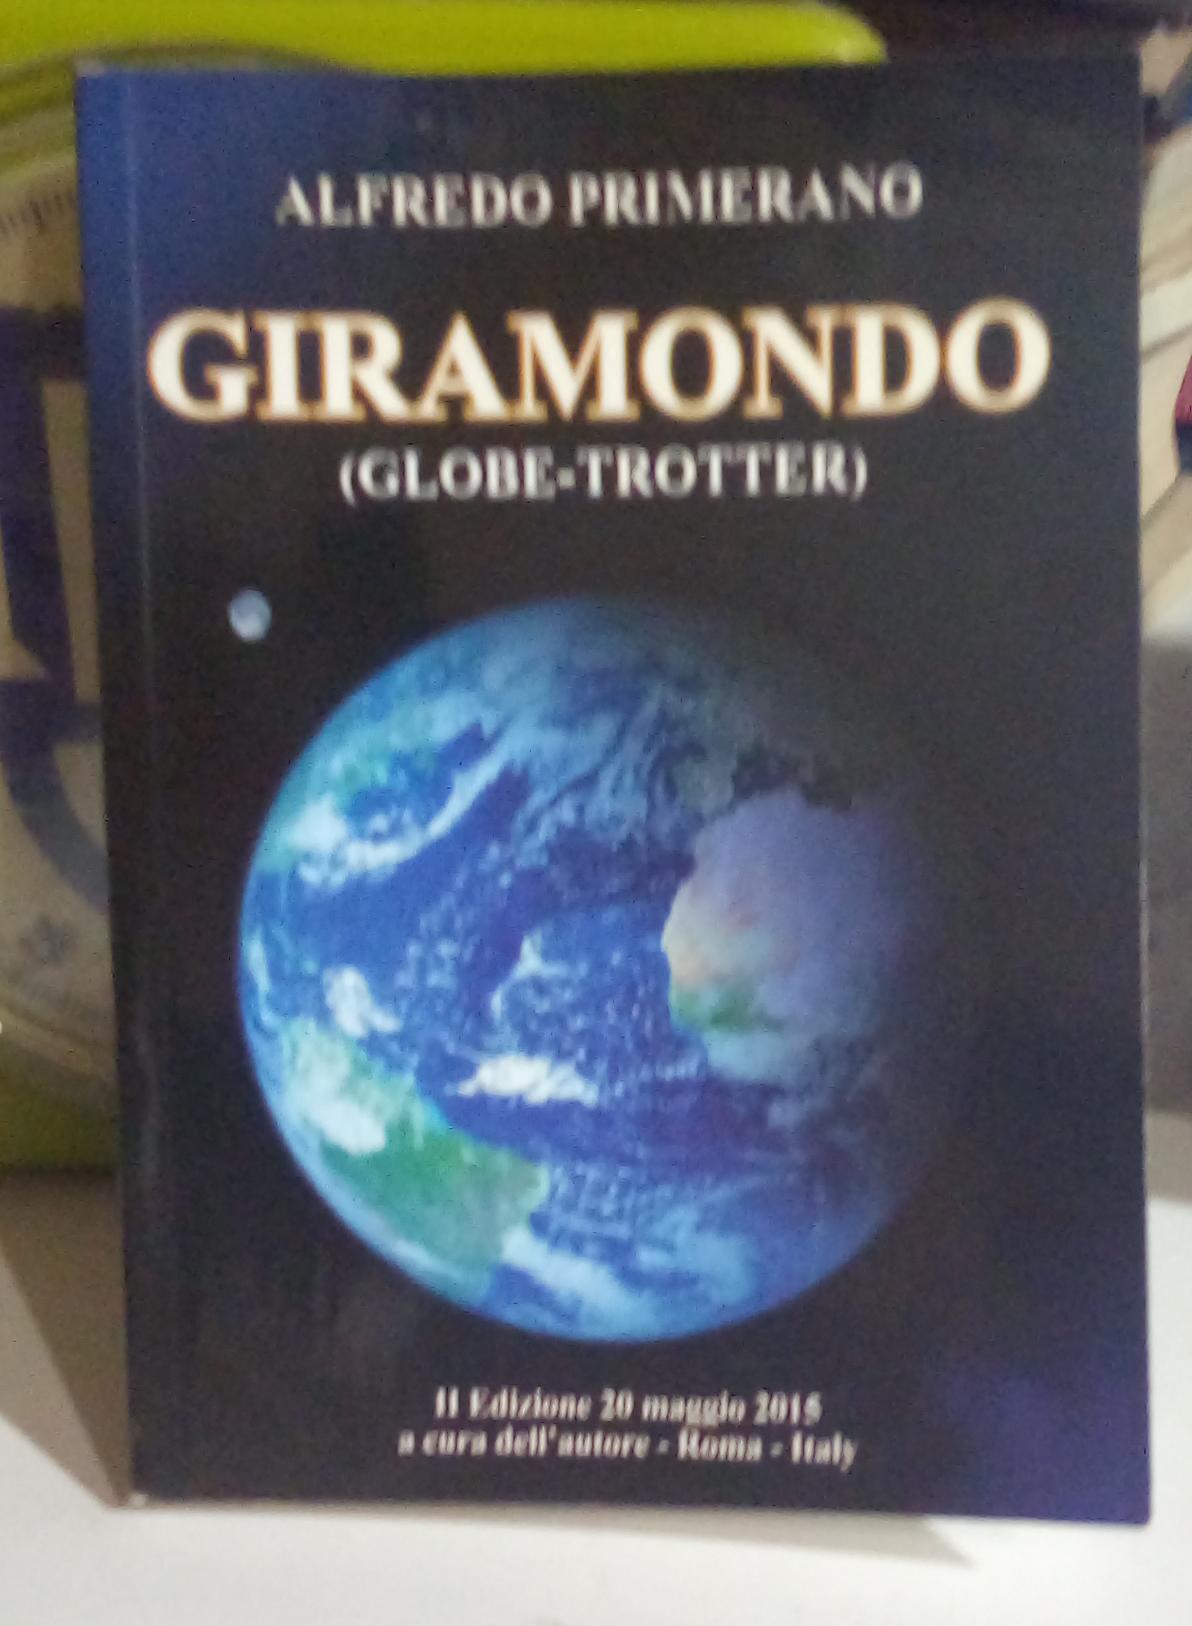 ALFREDO PRIMERANO
GIRAMONDO
(GLOBE-TROTTER)
II Edizione 20 maggio 2015
a cura dell'autore - Roma - Italy